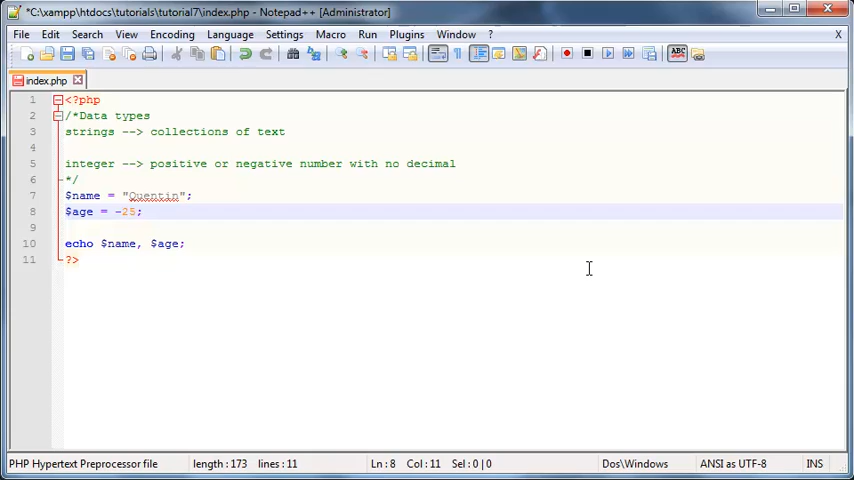 *C:\xampp\htdocs\tutorials\tutorial7\index.php - Notepad++ [Administrator]
File Edit Search View Encoding Language Settings Macro Run Plugins Window ? X
ABC
index.php
1 <?php
2 /*Data types
3 strings --> collections of text
4
5 integer --> positive or negative number with no decimal
6 */
7 $name = "Quentin";
8 $age = -25;
9
10 echo $name, $age;
11 ?>
PHP Hypertext Preprocessor file length : 173 lines : 11 Ln : 8 Col : 11 Sel : 0 | 0 Dos\Windows ANSI as UTF-8 INS